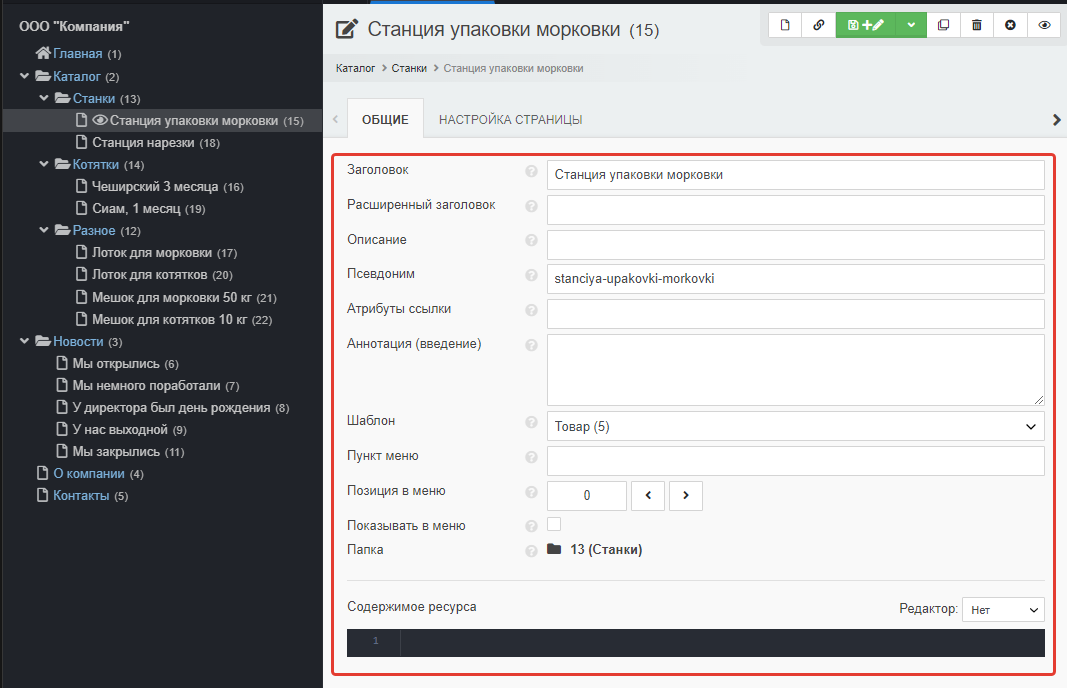 ООО "Компания"
Главная (1)
Каталог (2)
Станки (13)
Станция упаковки морковки (15)
Станция нарезки (18)
Котятки (14)
Чеширский 3 месяца (16)
Сиам, 1 месяц (19)
Разное (12)
Лоток для морковки (17)
Лоток для котятков (20)
Мешок для морковки 50 кг (21)
Мешок для котятков 10 кг (22)
Новости (3)
Мы открылись (6)
Мы немного поработали (7)
У директора был день рождения (8)
У нас выходной (9)
Мы закрылись (11)
О компании (4)
Контакты (5)
Станция упаковки морковки (15)
Каталог > Станки > Станция упаковки морковки
ОБЩИЕ НАСТРОЙКА СТРАНИЦЫ
Заголовок ? Станция упаковки морковки
Расширенный заголовок ?
Описание ?
Псевдоним ? stanciya-upakovki-morkovki
Атрибуты ссылки ?
Аннотация (введение) ?
Шаблон ? Товар (5)
Пункт меню ?
Позиция в меню ? 0
Показывать в меню ?
Папка ? 13 (Станки)
Содержимое ресурса Редактор: Нет
1